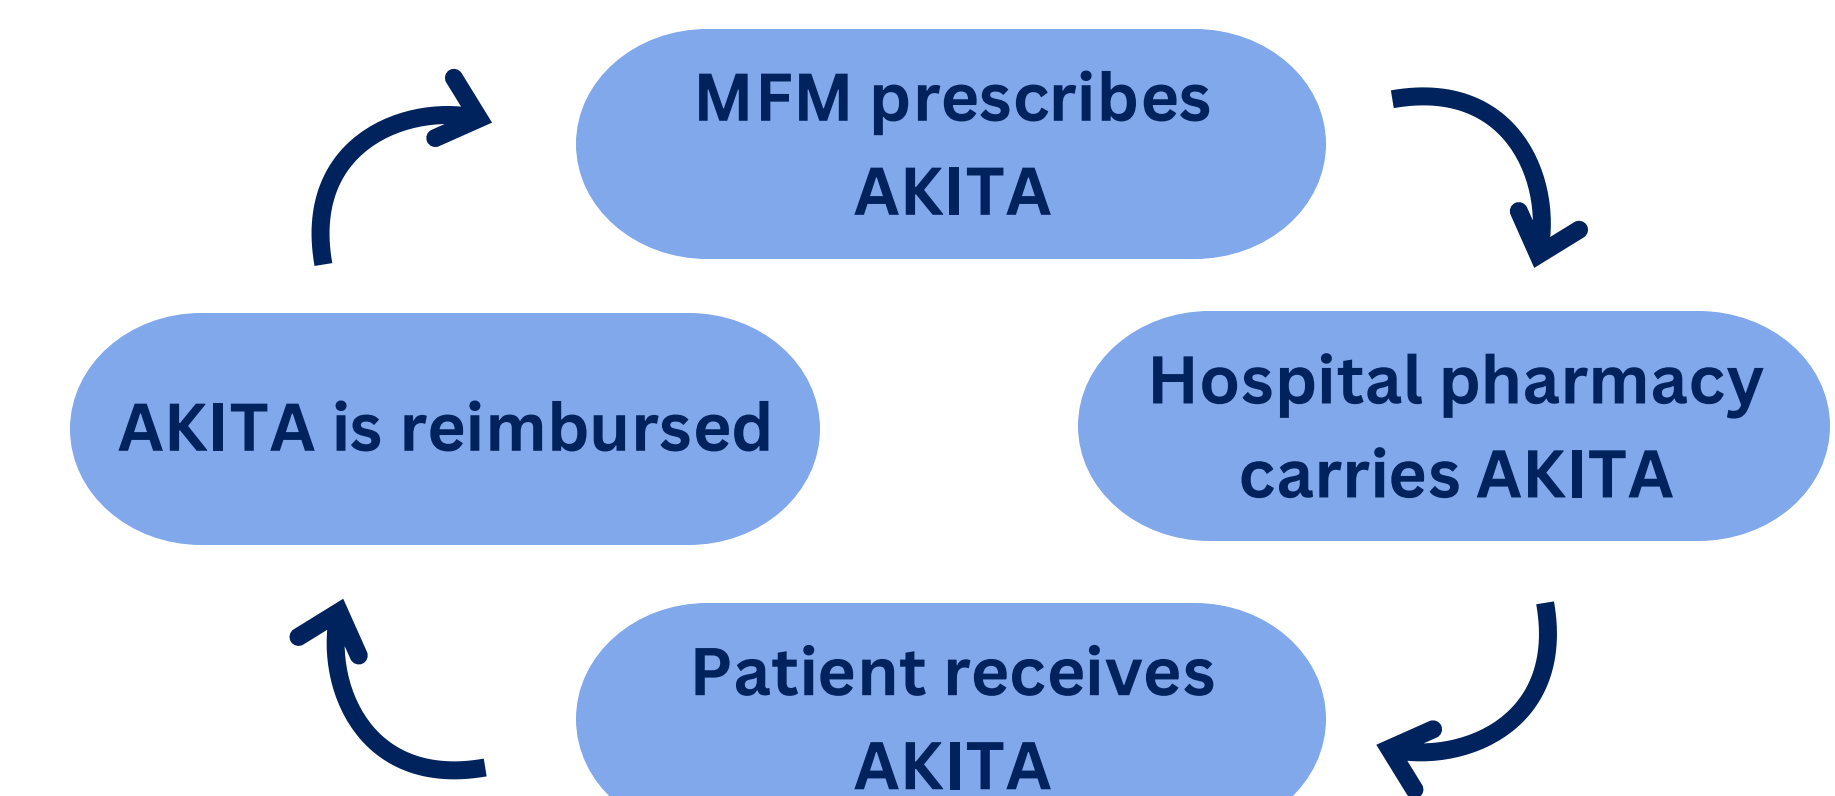 MFM prescribes
AKITA
Hospital pharmacy
carries AKITA
Patient receives
AKITA
AKITA is reimbursed